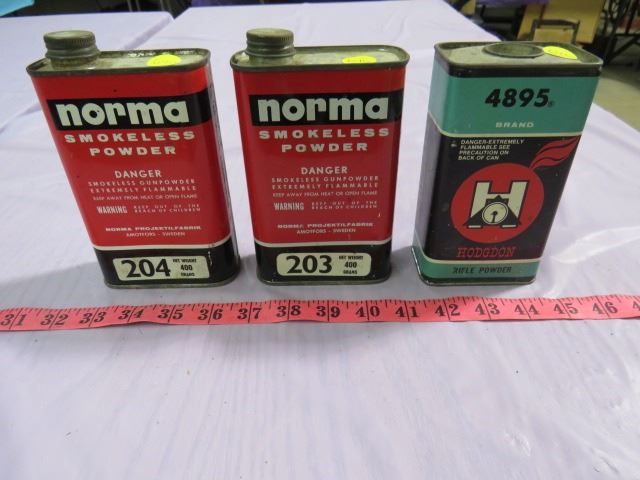 norma
SMOKELESS
POWDER
DANGER
SMOKELESS GUNPOWDER
EXTREMELY FLAMMABLE
KEEP AWAY FROM HEAT OR OPEN FLAME
WARNING KEEP OUT OF THE
REACH OF CHILDREN
NORMA PROJEKTILFABRIK
AMOTFORS - SWEDEN
204 NET WEIGHT
400
GRAMS
norma
SMOKELESS
POWDER
DANGER
SMOKELESS GUNPOWDER
EXTREMELY FLAMMABLE
KEEP AWAY FROM HEAT OR OPEN FLAME
WARNING KEEP OUT OF THE
REACH OF CHILDREN
NORMA PROJEKTILFABRIK
AMOTFORS - SWEDEN
203 NET WEIGHT
400
GRAMS
4895®
BRAND
DANGER-EXTREMELY
FLAMMABLE SEE
PRECAUTION ON
BACK OF CAN
H
HODGDON
RIFLE POWDER
31 32 33 34 35 36 37 38 39 40 41 42 43 44 45 46